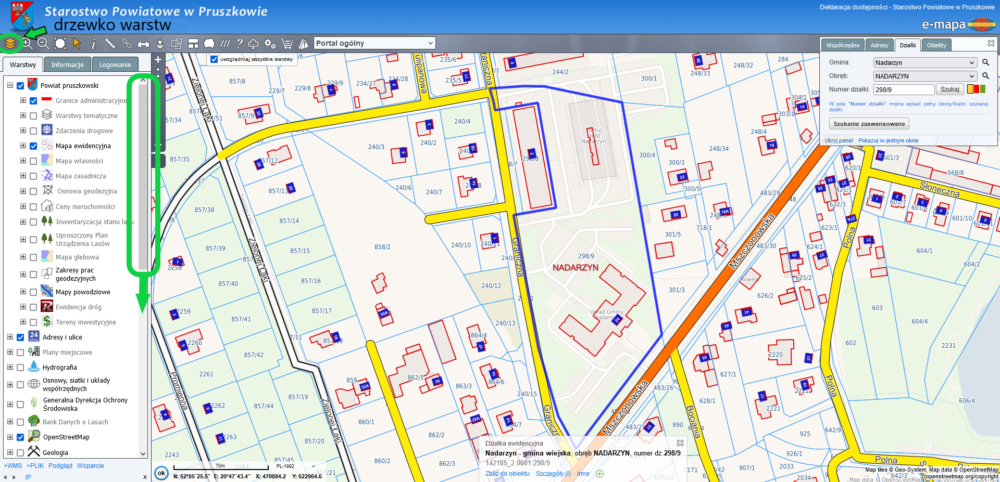 Starostwo Powiatowe w Pruszkowie
drzewko warstw
Deklaracja dostępności - Starostwo Powiatowe w Pruszkowie
e-mapa GEO-SYSTEM
Portal ogólny
Warstwy Informacje Logowanie
uwzględniaj wszystkie warstwy
Powiat pruszkowski
Granice administracyjne
Warstwy tematyczne
Zdarzenia drogowe
Mapa ewidencyjna
Mapa własności
Mapa zasadnicza
Osnowa geodezyjna
Ceny nieruchomości
Inwentaryzacja stanu la
Uproszczony Plan
Urządzenia Lasów
Mapa glebowa
Zakresy prac
geodezyjnych
Mapy powodziowe
Ewidencja dróg
Tereny inwestycyjne
Adresy i ulice
Plany miejscowe
Hydrografia
Osnowy, siatki i układy
współrzędnych
Generalna Dyrekcja Ochrony
Środowiska
Bank Danych o Lasach
OpenStreetMap
Geologia
+WMS +PLIK Podgląd Wsparcie
« » IP x
Współrzędne Adresy Działki Obiekty
Gmina: Nadarzyn
Obręb: NADARZYN
Numer działki: 298/9 Szukaj
W pole "Numer działki" można wpisać pełny identyfikator szukanej
działki.
Szukanie zaawansowane
Ukryj panel Pokazuj w jednym oknie
857/8
229/7
229/8
229/9
234/27
234/28
235/6
235/5
244/2
300/1
248/33
248/32
284
304/1
303/1
248/4
248/34
857/35
857/12
857/13
240/3
240/2
240/4
240/6
240/7
298/8
300/4
300/3
300/5
483/29
620/1
621/1
622/3
601/3
568/8
601/7
601/8
601/10
Słoneczna
857/38
857/14
857/39
857/15
858/2
240/10
240/11
298/9
NADARZYN
301/5
718/1
483/30
623/1
624/1
604/1
604/2
2258
857/40
857/16
240/12
301/3
625/2
626/2
603
2259
857/41
857/17
240/13
604/4
2260
857/42
864/4
602
2231
2220
2261
859
862/1
863/3
864/6
627/1
483/26
2262
857/44
857/19
240/15
628/1
2221
606/4
2263
860/1
862/2
483/25
890
925
642/9
857/20
2243
2264
857/45
857/21
860/2
862/3
2171
907/1
926/1
2033
2034
635/10
Zielonej Łąki
Zielonej Łąki
Zielonej Łąki
Promienna
Graniczna
Graniczna
Mszczonowska
Mszczonowska
Bociania
Polna
Polna
Polna
Urząd Gminy
Parkuj
Jedź
Nadarzyn
Rowery
Działka ewidencyjna
Nadarzyn - gmina wiejska, obręb NADARZYN, numer dz.298/9
142105_2.0001.298/9
Zbliż do obiektu Szczegóły (I) Inne
ok 70m PL-1992
N: 52°05'25.5" E: 20°47'43.4" X: 470884.2 Y: 622964.6
Map tiles © Geo-System; Map data © OpenStreetMap
openstreetmap.org/copyright